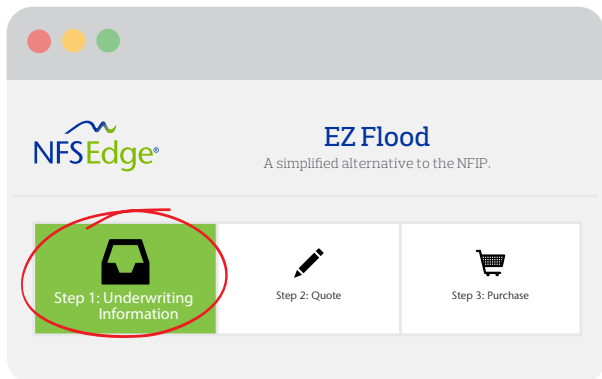 NFSEdge®
EZ Flood
A simplified alternative to the NFIP.
Step 1: Underwriting
Information
Step 2: Quote
Step 3: Purchase